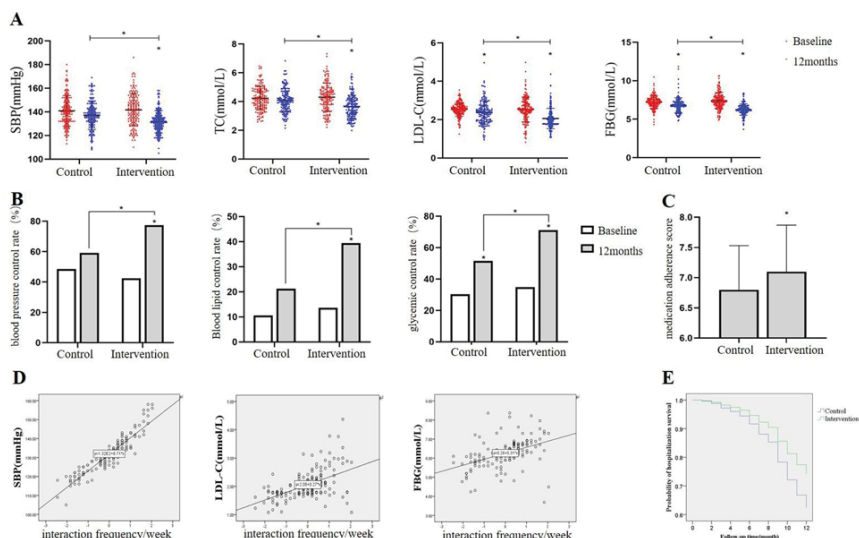 A
SBP(mmHg)
200
180
160
140
120
100
Control
Intervention
*
*
TC(mmol/L)
8
6
4
2
0
Control
Intervention
*
*
LDL-C(mmol/L)
6
4
2
0
Control
Intervention
*
*
*
FBG(mmol/L)
15
10
5
0
Control
Intervention
*
*
*
Baseline
12months
B
blood pressure control rate (%)
80
60
40
20
0
Control
Intervention
*
*
Blood lipid control rate (%)
50
40
30
20
10
0
Control
Intervention
*
*
glycemic control rate (%)
80
60
40
20
0
Control
Intervention
*
*
*
Baseline
12months
C
medication adherence score
8.0
7.5
7.0
6.5
6.0
Control
Intervention
*
D
SBP(mmHg)
interaction frequency/week
LDL-C(mmol/L)
interaction frequency/week
FBG(mmol/L)
interaction frequency/week
E
Probability of hospitalization survival
1.0
0.9
0.8
0.7
0.6
0
2
4
6
8
10
12
Follow up time(month)
Control
Intervention